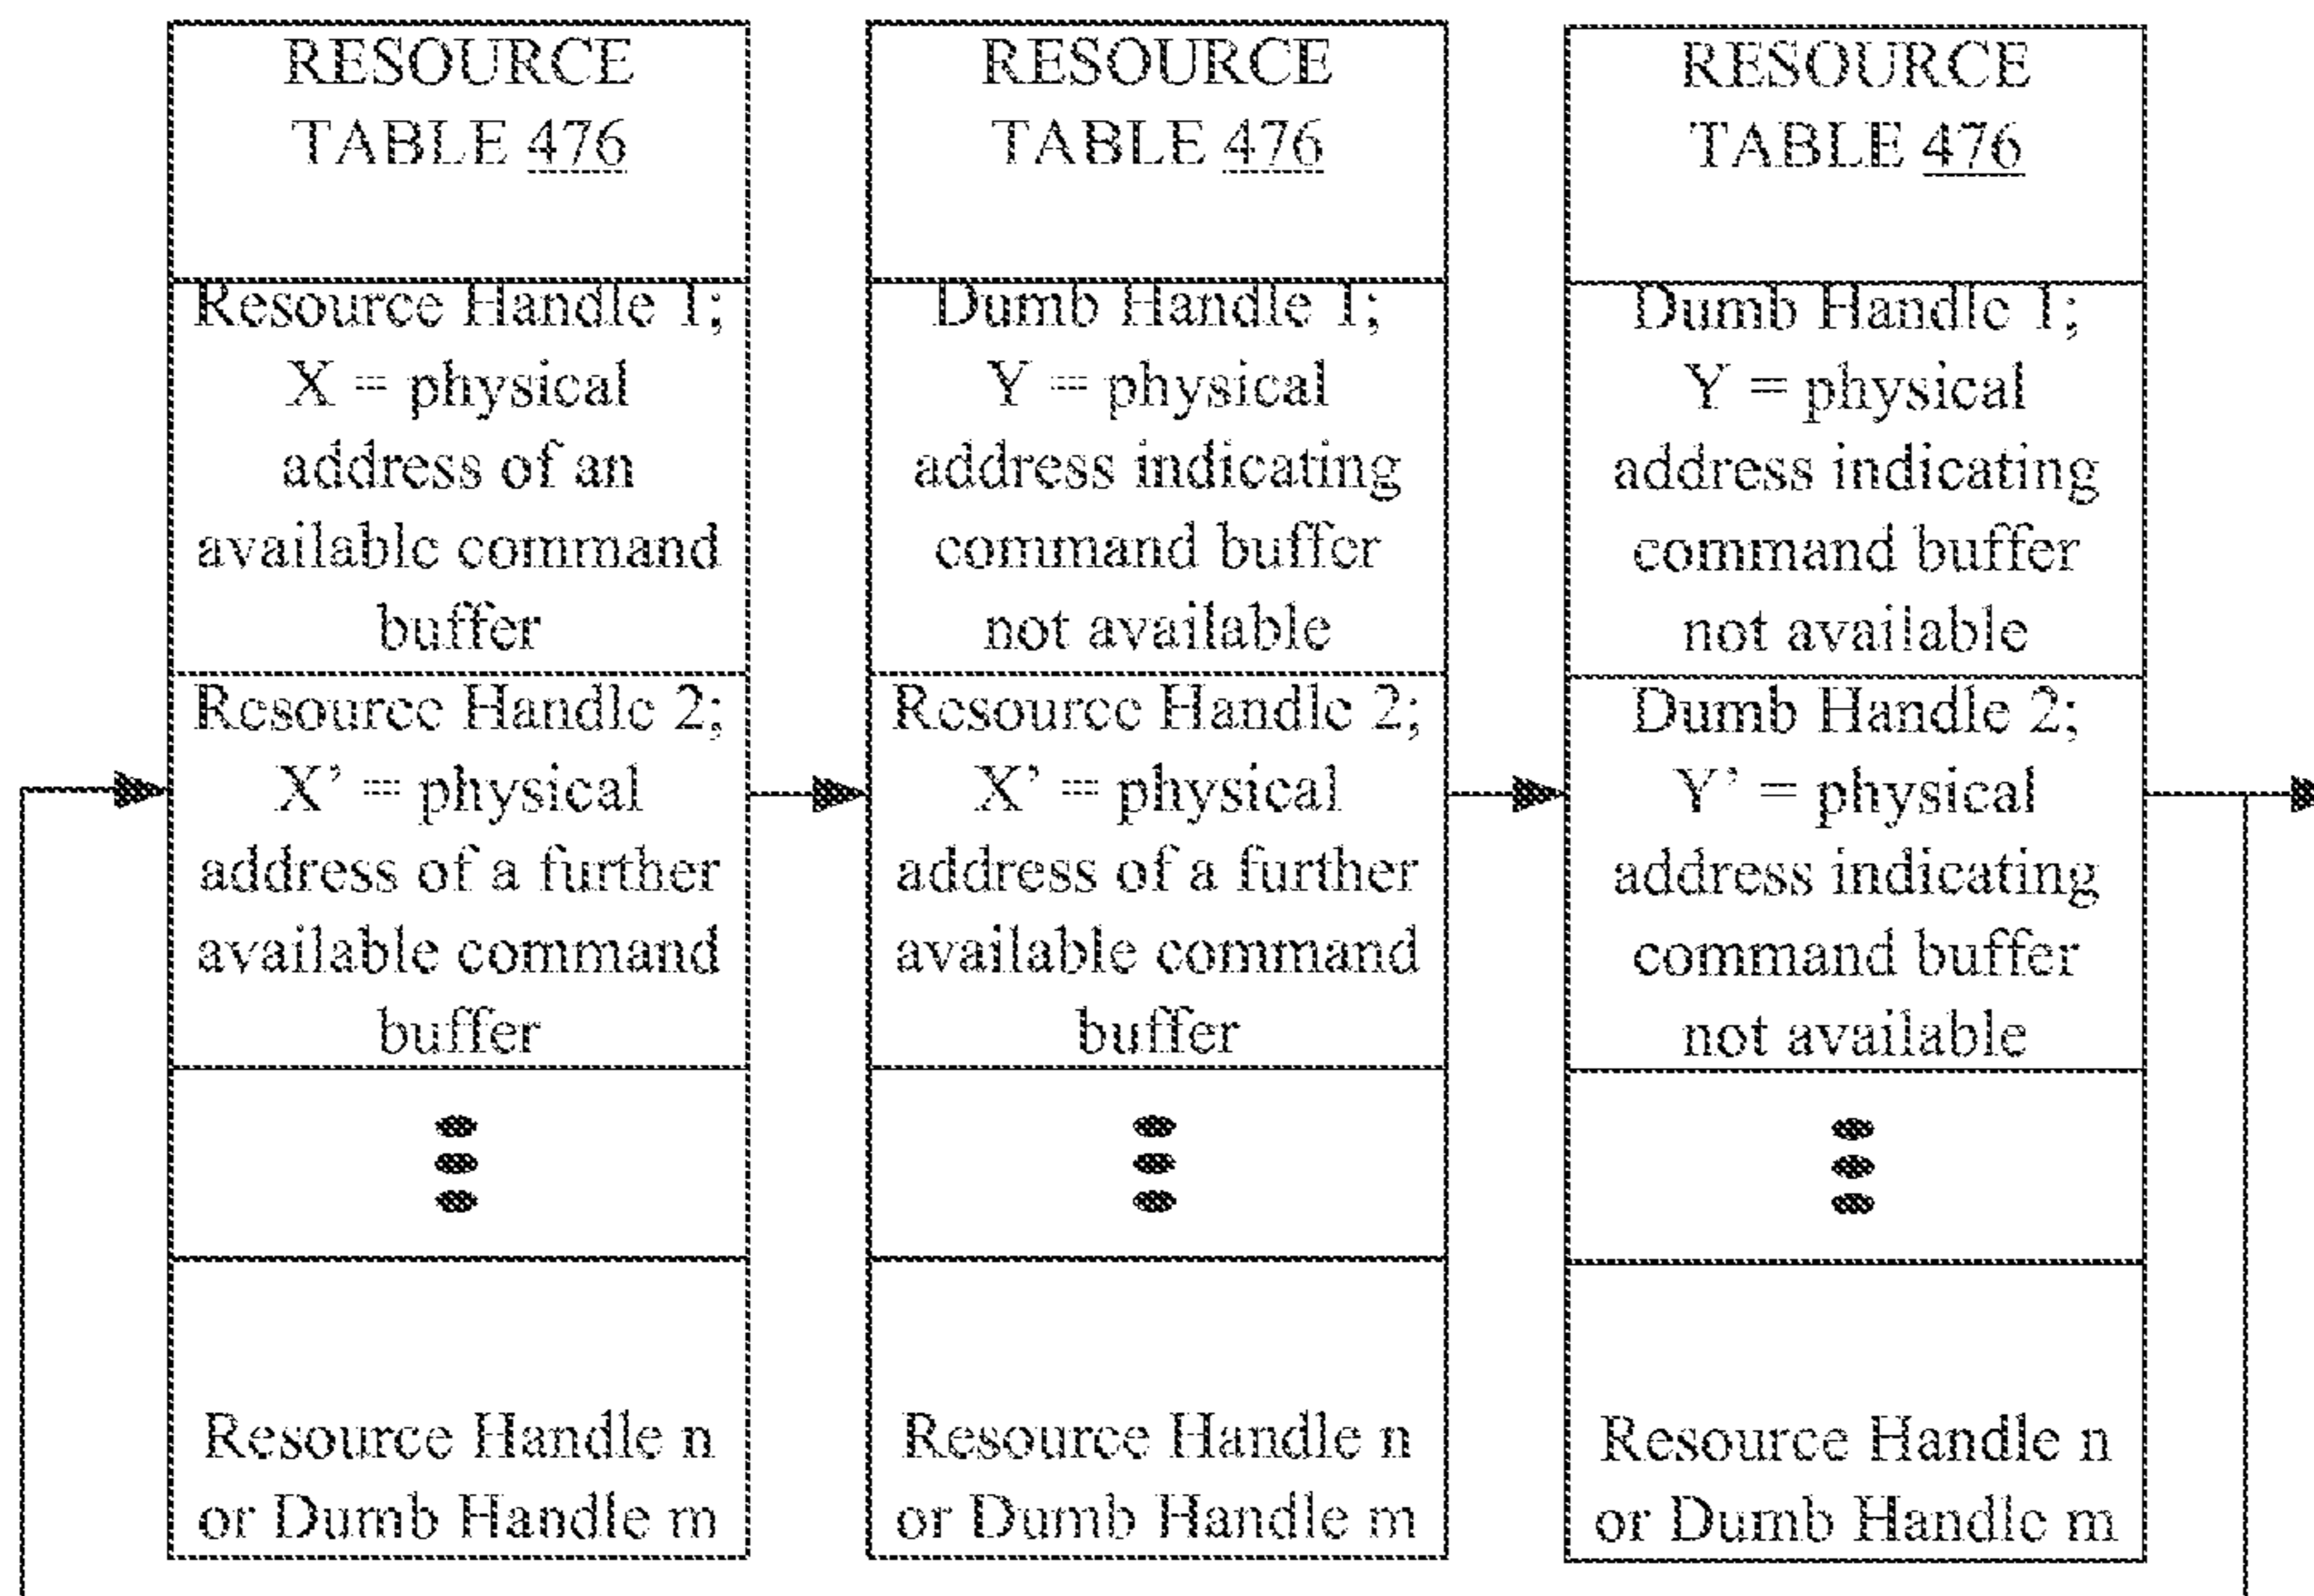 RESOURCE
TABLE 476
Resource Handle 1;
X = physical
address of an
available command
buffer
Resource Handle 2;
X’ = physical
address of a further
available command
buffer
Resource Handle n
or Dumb Handle m
RESOURCE
TABLE 476
Dumb Handle 1;
Y = physical
address indicating
command buffer
not available
Resource Handle 2;
X’ = physical
address of a further
available command
buffer
Resource Handle n
or Dumb Handle m
RESOURCE
TABLE 476
Dumb Handle 1;
Y = physical
address indicating
command buffer
not available
Dumb Handle 2;
Y’ = physical
address indicating
command buffer
not available
Resource Handle n
or Dumb Handle m